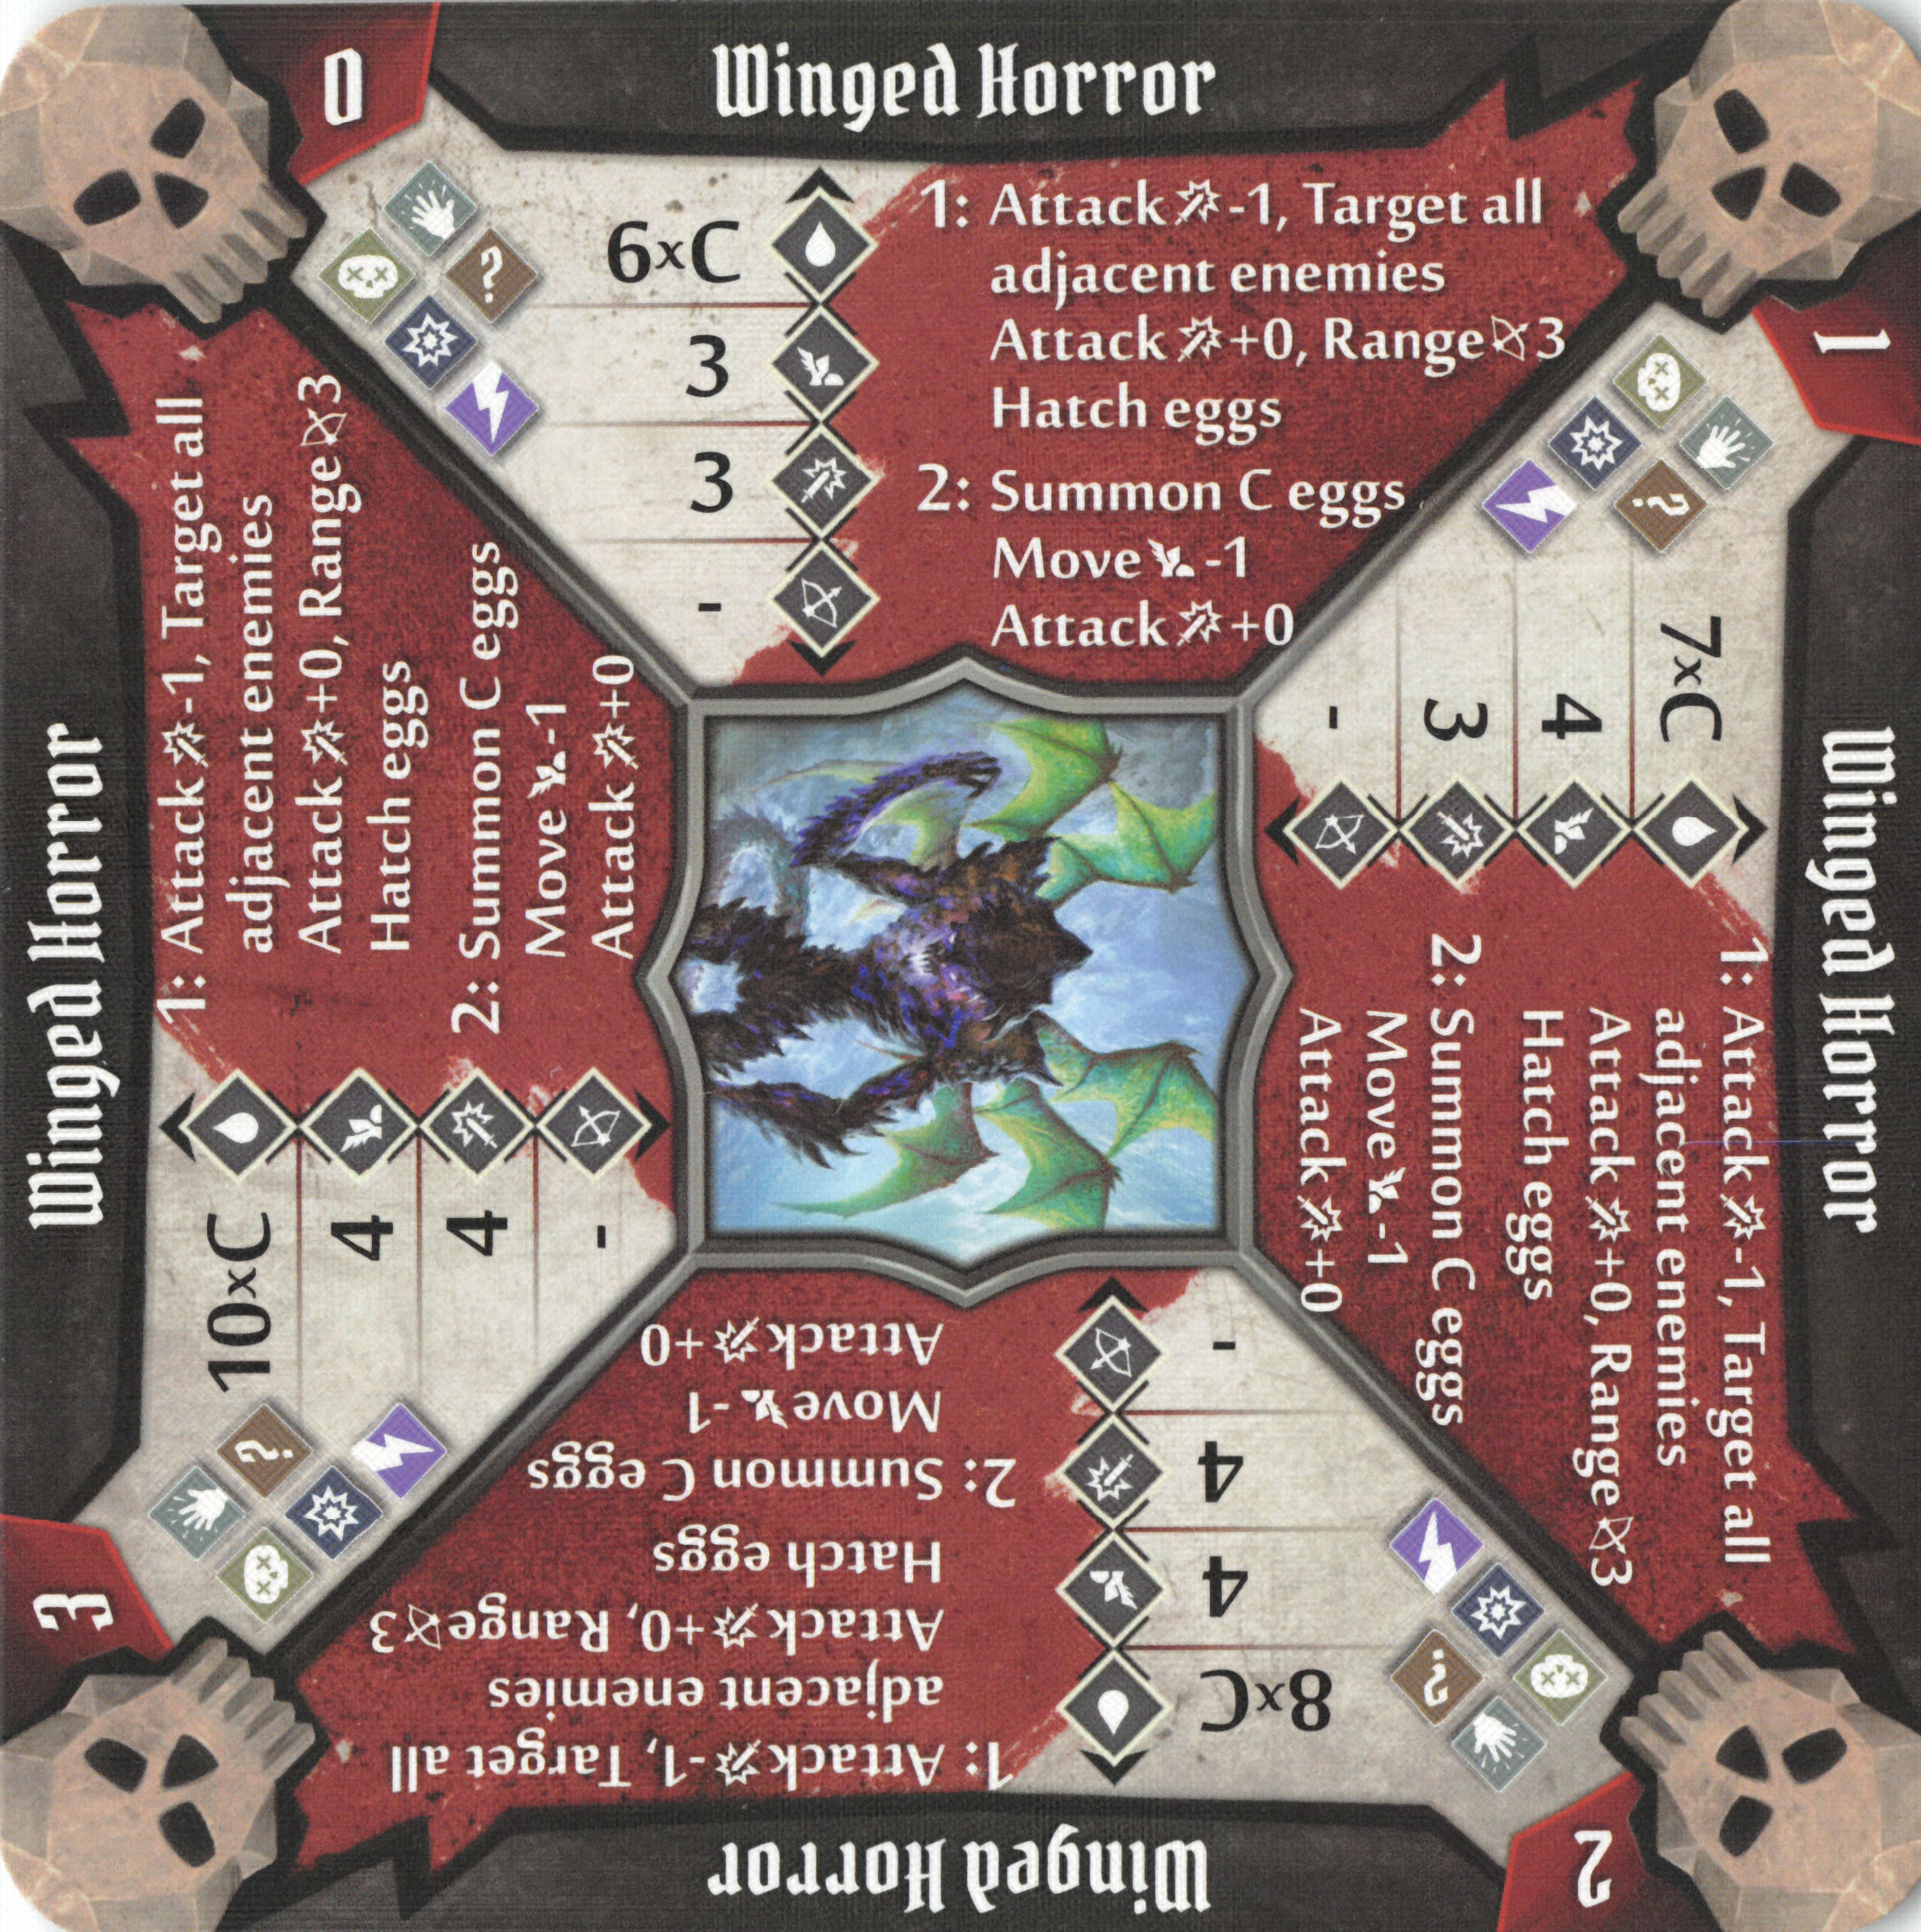 Winged Horror
0
6xC
3
3
-
1: Attack -1, Target all
adjacent enemies
Attack +0, Range 3
Hatch eggs
2: Summon C eggs
Move -1
Attack +0
?
Winged Horror
1
7xC
4
3
-
1: Attack -1, Target all
adjacent enemies
Attack +0, Range 3
Hatch eggs
2: Summon C eggs
Move -1
Attack +0
?
Winged Horror
2
8xC
4
4
-
1: Attack -1, Target all
adjacent enemies
Attack +0, Range 3
Hatch eggs
2: Summon C eggs
Move -1
Attack +0
?
Winged Horror
3
10xC
4
4
-
1: Attack -1, Target all
adjacent enemies
Attack +0, Range 3
Hatch eggs
2: Summon C eggs
Move -1
Attack +0
?